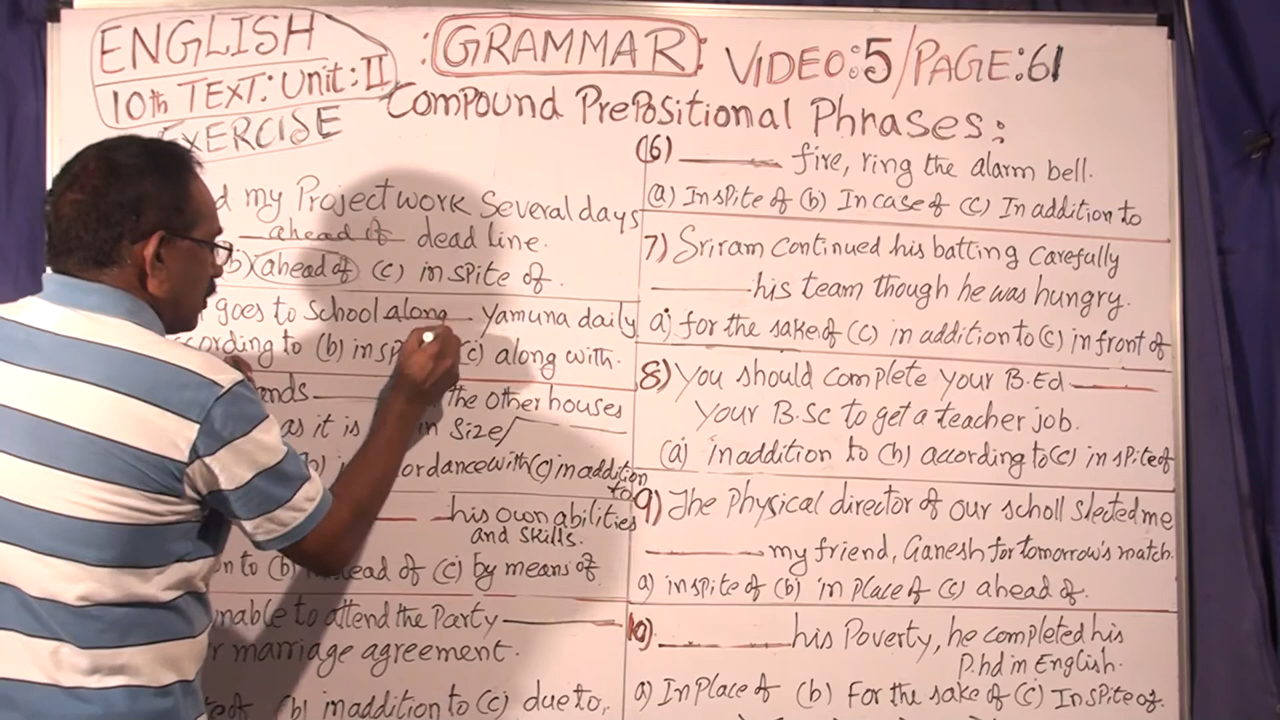 ENGLISH
: GRAMMAR :
VIDEO:5/PAGE:61
10th TEXT: Unit: II
EXERCISE
Compound PrePositional Phrases:
my Project work Several days
ahead of dead line.
b) ahead of (c) in spite of
goes to School along Yamuna daily
to (b) in (c) along with.
the other houses
as it is in Size/
with (c) in addition
to
his own abilities
and skills.
(b) of (c) by means of
to attend the Party
marriage agreement.
(b) in addition to (c) due to,
(6) fire, ring the alarm bell.
(a) In spite of (b) In case of (c) In addition to
7) Sriram continued his batting carefully
his team though he was hungry.
a) for the sake of (c) in addition to (c) in front of
8) You should complete your B.Ed
your B.Sc to get a teacher job.
(a) in addition to (b) according to (c) in spite of
9) The Physical director of our scholl slected me
my friend, Ganesh for tomorrow's match.
a) in spite of (b) in place of (c) ahead of.
10) his Poverty, he completed his
P.hd in English.
a) In place of (b) For the sake of (c) In spite of.